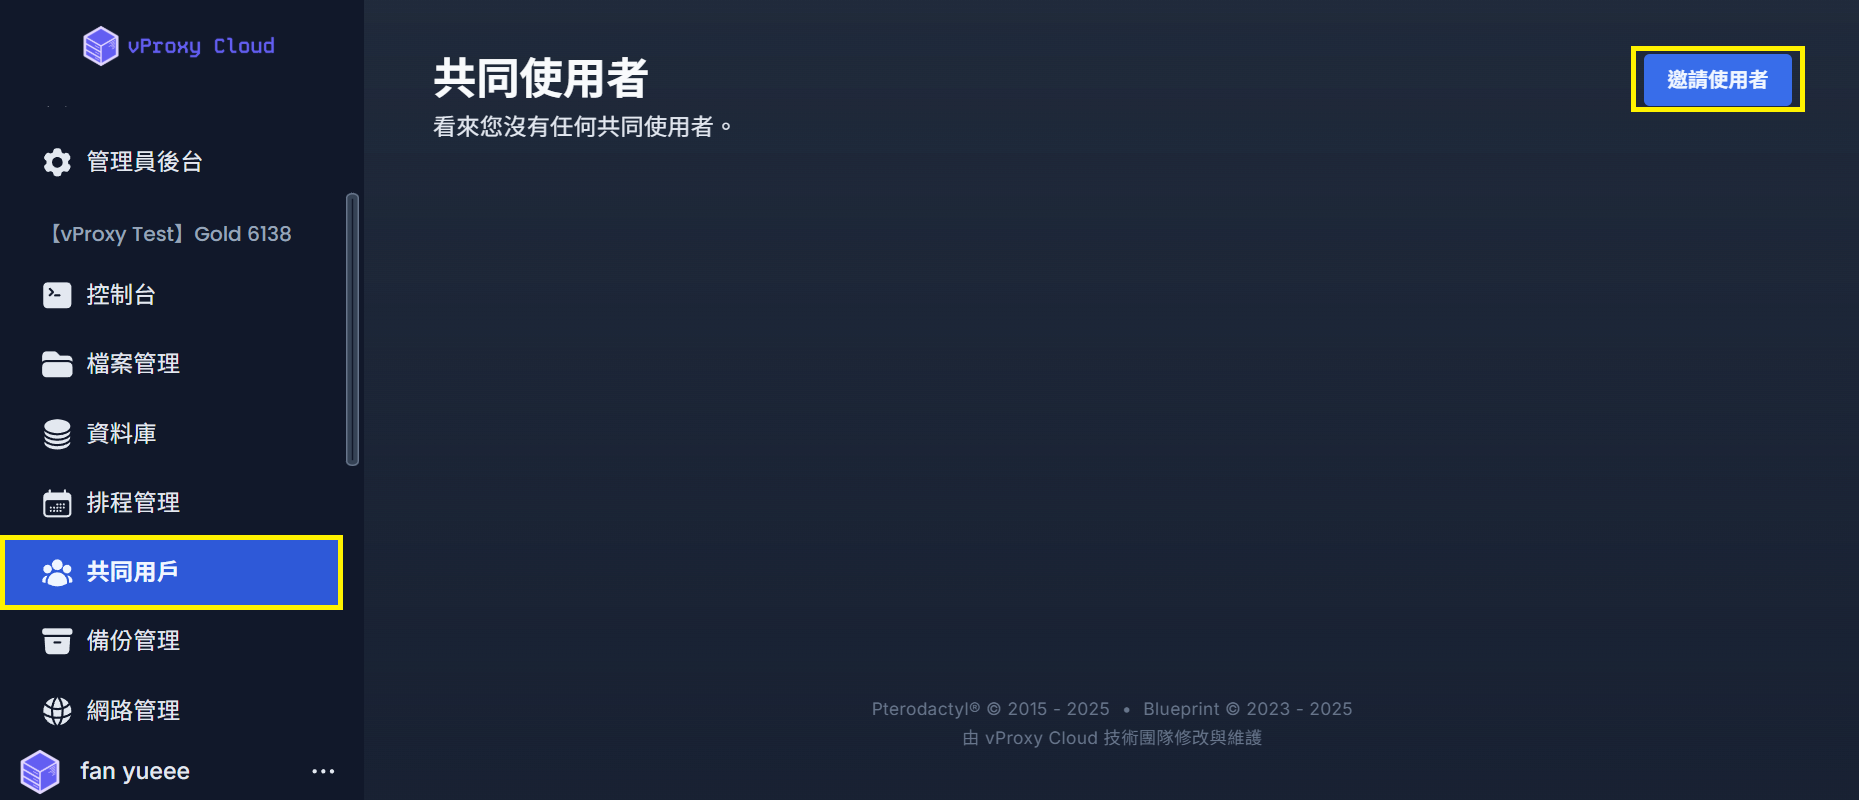 vProxy Cloud
管理員後台
【vProxy Test】Gold 6138
控制台
檔案管理
資料庫
排程管理
共同用戶
備份管理
網路管理
fan yueee
共同使用者
看來您沒有任何共同使用者。
邀請使用者
Pterodactyl® © 2015 - 2025 • Blueprint © 2023 - 2025
由 vProxy Cloud 技術團隊修改與維護